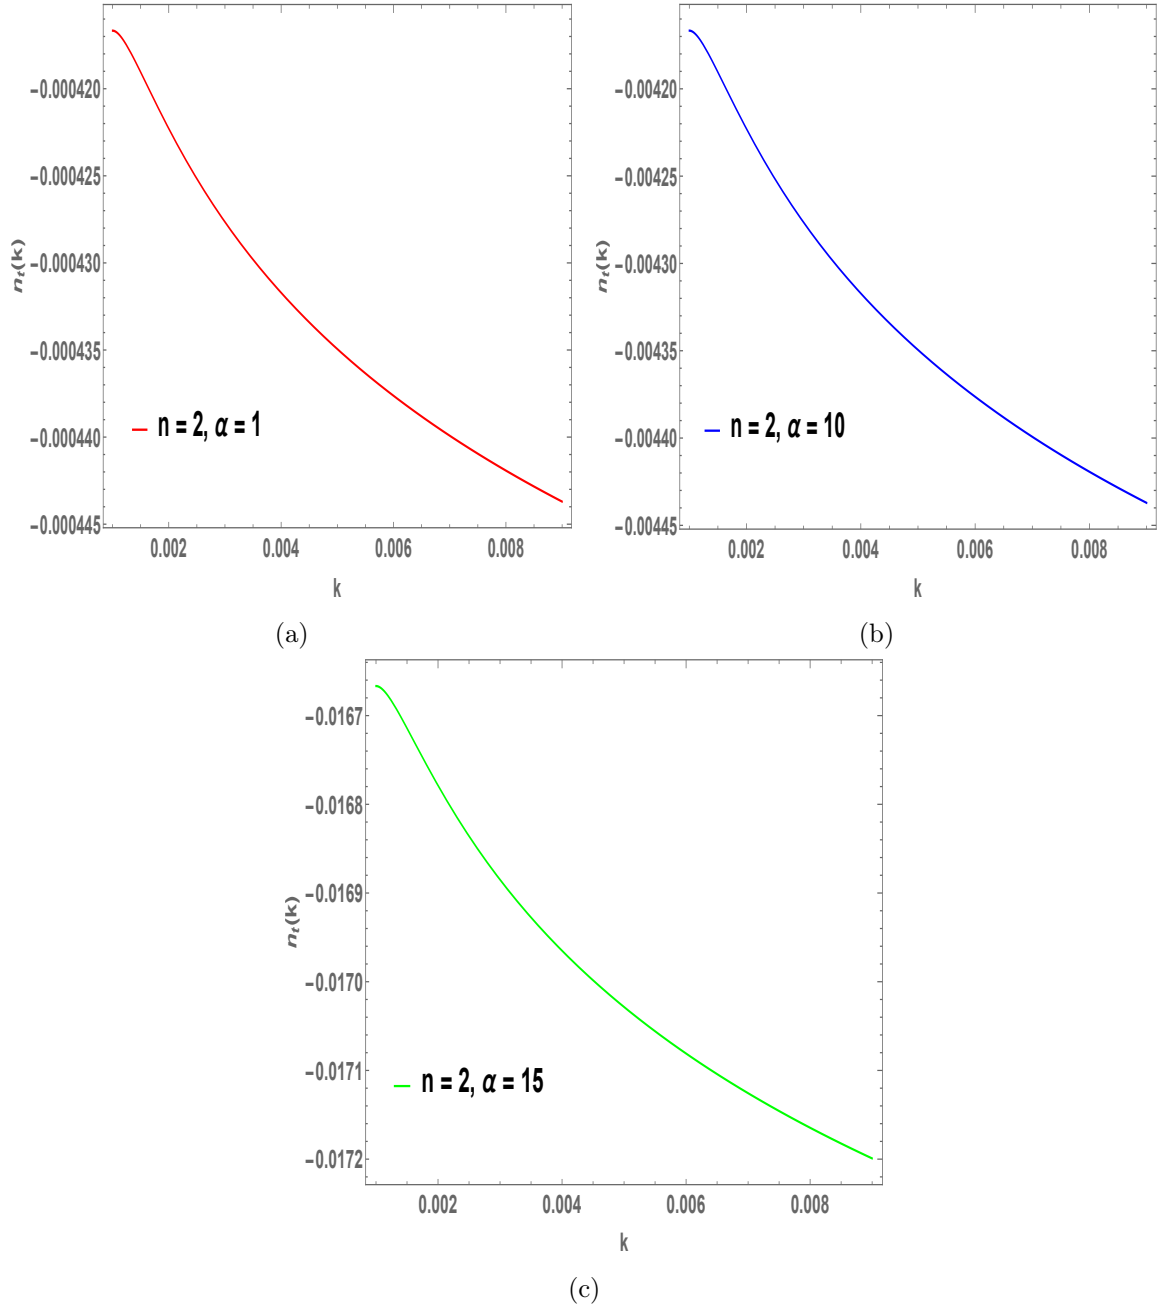 −0.000420
−0.000425
−0.000430
−0.000435
−0.000440
−0.000445
n_t(k)
n = 2, α = 1
0.002 0.004 0.006 0.008
k
(a)
−0.00420
−0.00425
−0.00430
−0.00435
−0.00440
−0.00445
n_t(k)
n = 2, α = 10
0.002 0.004 0.006 0.008
k
(b)
−0.0167
−0.0168
−0.0169
−0.0170
−0.0171
−0.0172
n_t(k)
n = 2, α = 15
0.002 0.004 0.006 0.008
k
(c)